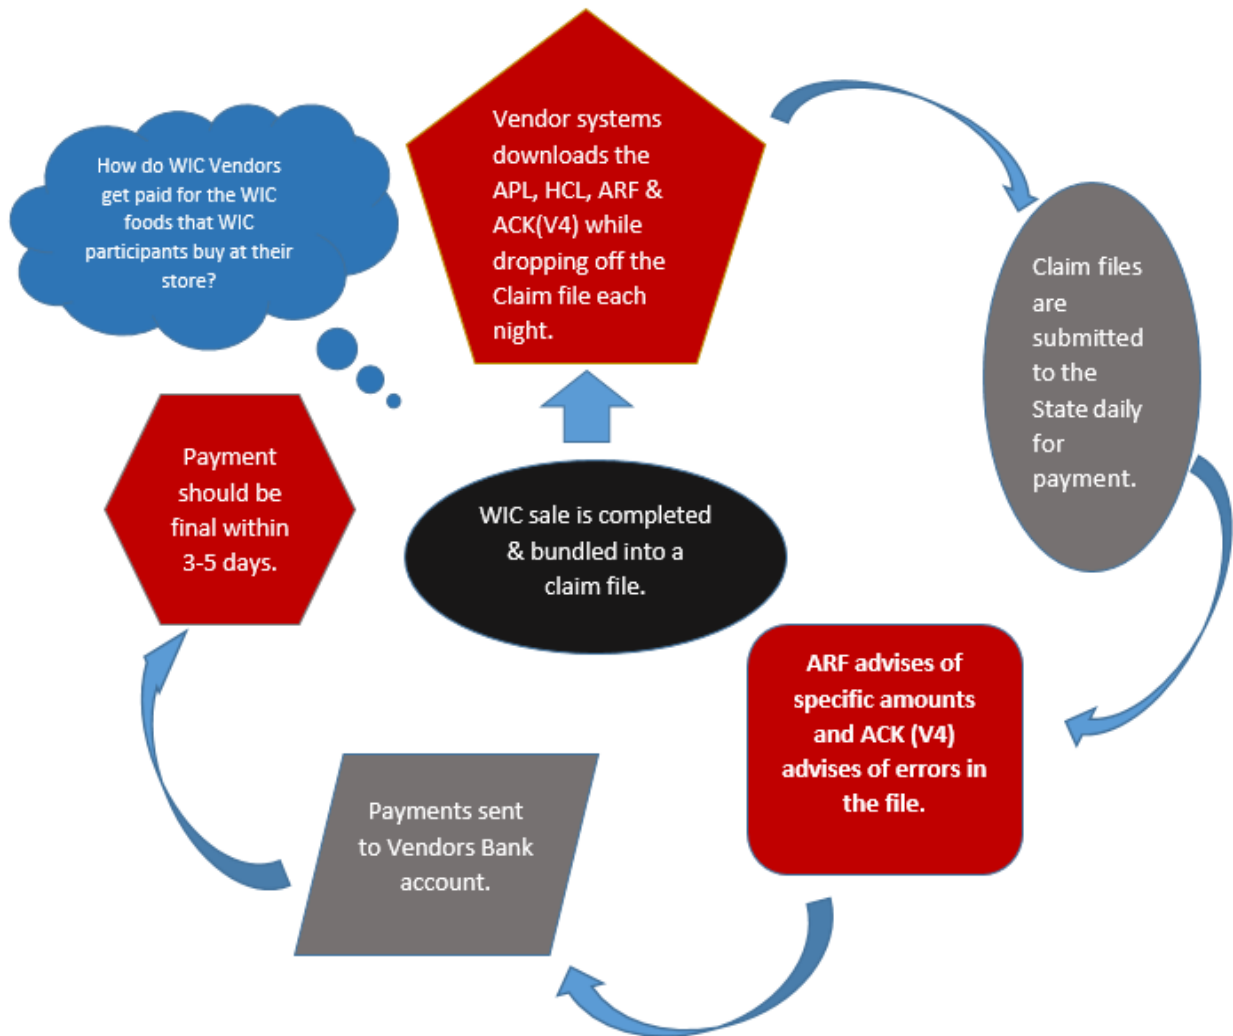 How do WIC Vendors
get paid for the WIC
foods that WIC
participants buy at their
store?
Vendor systems
downloads the
APL, HCL, ARF &
ACK(V4) while
dropping off the
Claim file each
night.
Claim files
are
submitted
to the
State daily
for
payment.
Payment
should be
final within
3-5 days.
WIC sale is completed
& bundled into a
claim file.
ARF advises of
specific amounts
and ACK (V4)
advises of errors in
the file.
Payments sent
to Vendors Bank
account.